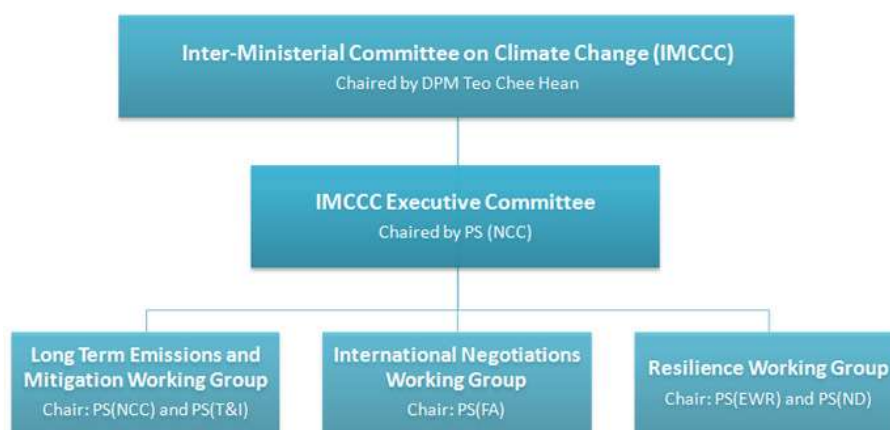 Inter-Ministerial Committee on Climate Change (IMCCC)
Chaired by DPM Teo Chee Hean
IMCCC Executive Committee
Chaired by PS (NCC)
Long Term Emissions and
Mitigation Working Group
Chair: PS(NCC) and PS(T&I)
International Negotiations
Working Group
Chair: PS(FA)
Resilience Working Group
Chair: PS(EWR) and PS(ND)